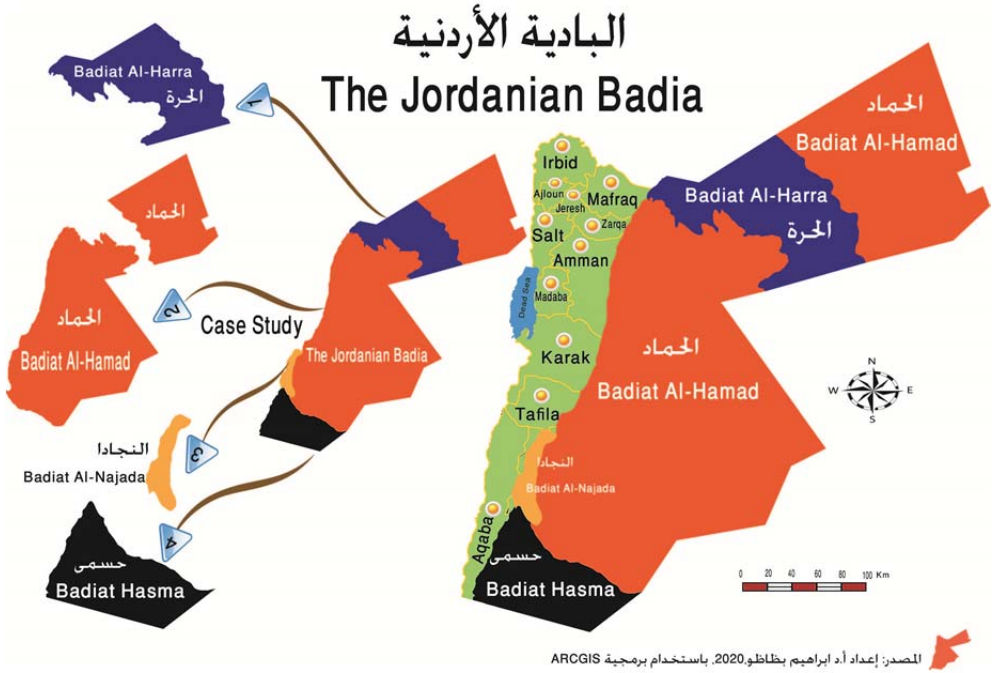 البادية الأردنية
The Jordanian Badia
Badiat Al-Harra
الحرة
1
الحماد
الحماد
Badiat Al-Hamad
2
Case Study
The Jordanian Badia
النجادا
Badiat Al-Najada
3
حسمى
Badiat Hasma
4
Irbid
Ajloun
Jeresh
Mafraq
Salt
Zarqa
Amman
Dead Sea
Madaba
Karak
Tafila
Aqaba
الحماد
Badiat Al-Hamad
Badiat Al-Harra
الحرة
الحماد
Badiat Al-Hamad
النجادا
Badiat Al-Najada
حسمى
Badiat Hasma
N
W E
S
0 20 40 60 80 100 Km
المصدر: إعداد أ.د ابراهيم بظاظو,2020, باستخدام برمجية ARCGIS